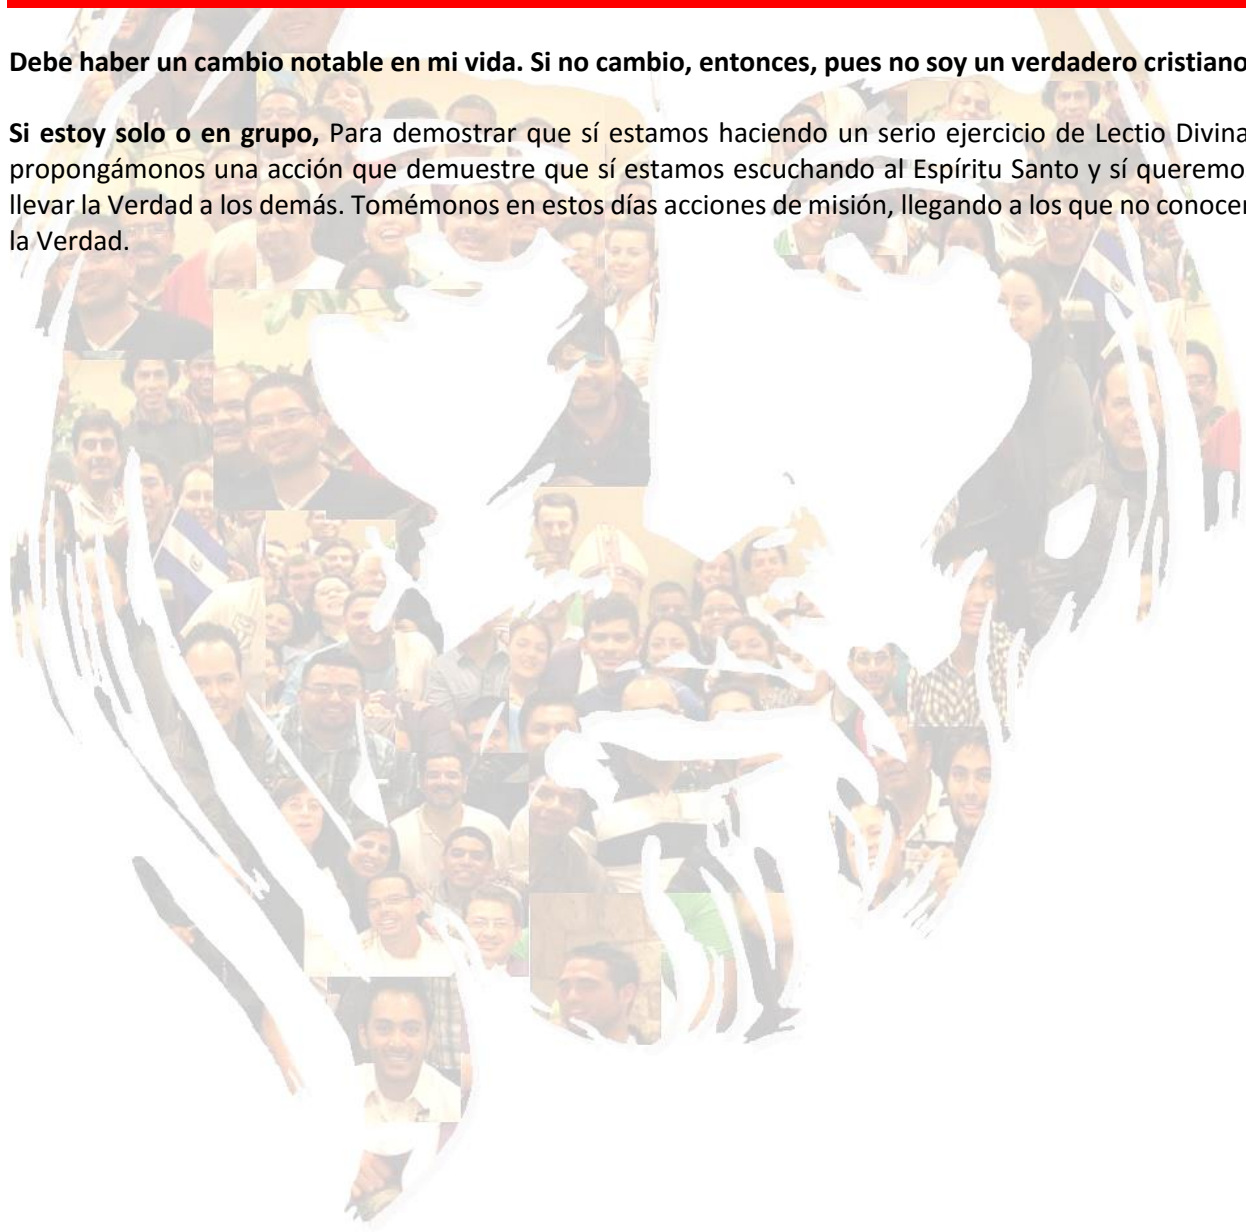 Debe haber un cambio notable en mi vida. Si no cambio, entonces, pues no soy un verdadero cristiano
Si estoy solo o en grupo, Para demostrar que sí estamos haciendo un serio ejercicio de Lectio Divina
propongámonos una acción que demuestre que sí estamos escuchando al Espíritu Santo y sí queremo
llevar la Verdad a los demás. Tomémonos en estos días acciones de misión, llegando a los que no conocen
la Verdad.